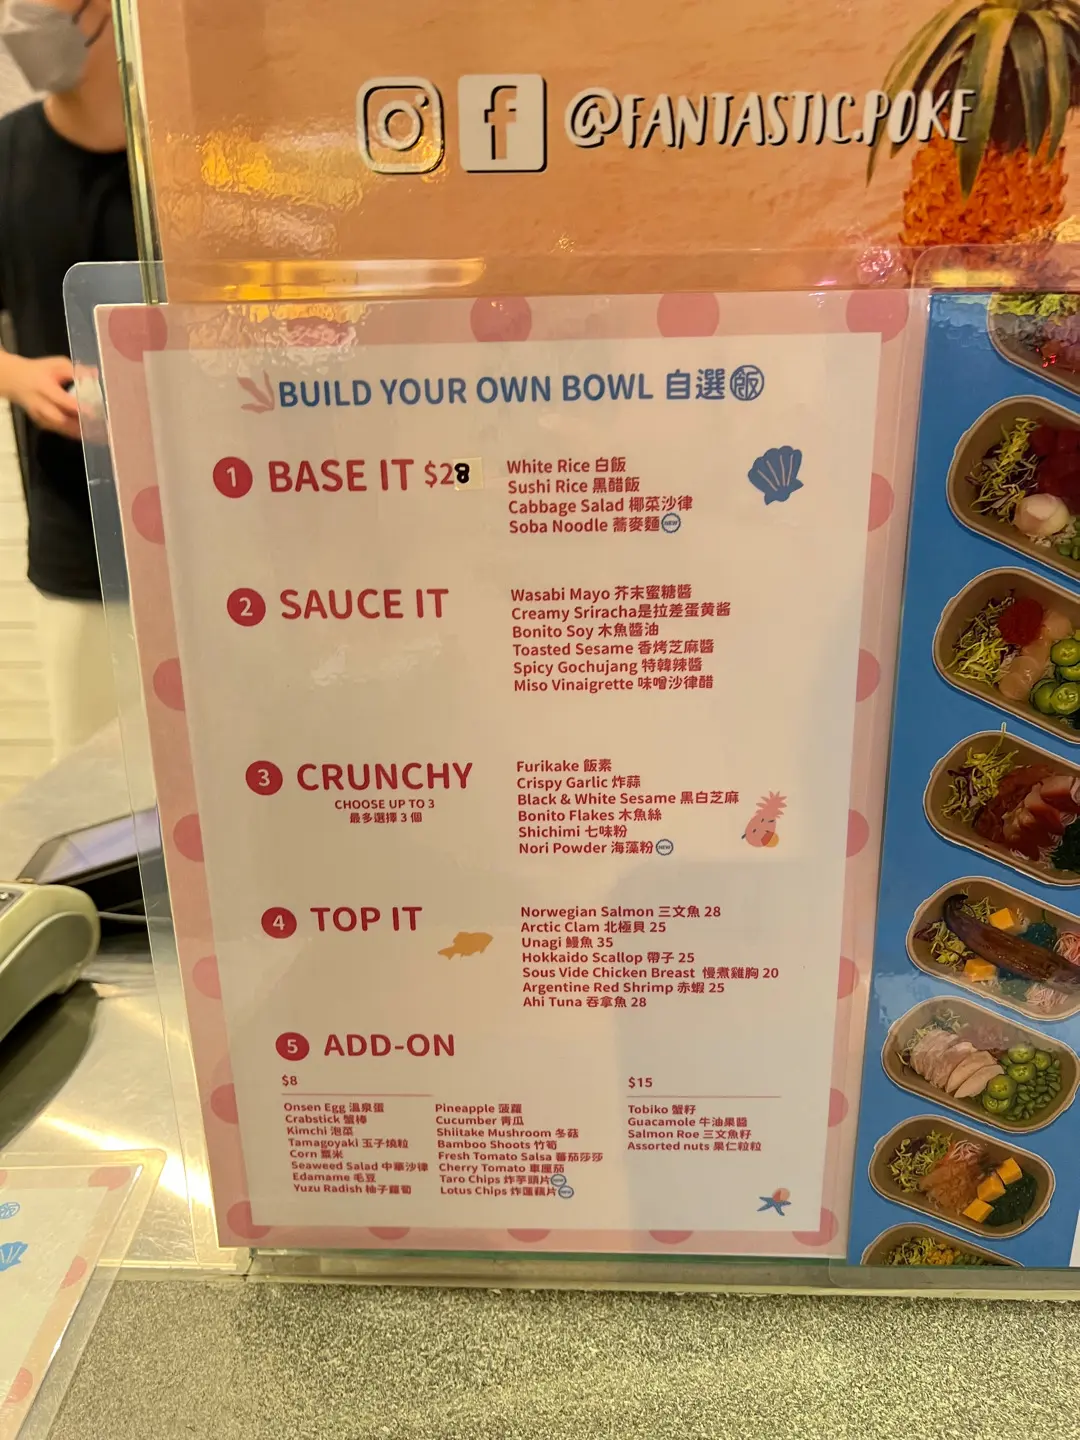 @FANTASTIC.POKE
BUILD YOUR OWN BOWL 自選飯
1 BASE IT $28
White Rice 白飯
Sushi Rice 黑醋飯
Cabbage Salad 椰菜沙律
Soba Noodle 蕎麥麵 NEW
2 SAUCE IT
Wasabi Mayo 芥末蜜糖醬
Creamy Sriracha是拉差蛋黄酱
Bonito Soy 木魚醬油
Toasted Sesame 香烤芝麻醬
Spicy Gochujang 特韓辣醬
Miso Vinaigrette 味噌沙律醋
3 CRUNCHY
CHOOSE UP TO 3
最多選擇 3 個
Furikake 飯素
Crispy Garlic 炸蒜
Black & White Sesame 黑白芝麻
Bonito Flakes 木魚絲
Shichimi 七味粉
Nori Powder 海藻粉 NEW
4 TOP IT
Norwegian Salmon 三文魚 28
Arctic Clam 北極貝 25
Unagi 鰻魚 35
Hokkaido Scallop 帶子 25
Sous Vide Chicken Breast 慢煮雞胸 20
Argentine Red Shrimp 赤蝦 25
Ahi Tuna 吞拿魚 28
5 ADD-ON
$8
Onsen Egg 溫泉蛋
Crabstick 蟹棒
Kimchi 泡菜
Tamagoyaki 玉子燒粒
Corn 粟米
Seaweed Salad 中華沙律
Edamame 毛豆
Yuzu Radish 柚子蘿蔔
Pineapple 菠蘿
Cucumber 青瓜
Shiitake Mushroom 冬菇
Bamboo Shoots 竹筍
Fresh Tomato Salsa 蕃茄莎莎
Cherry Tomato 車厘茄
Taro Chips 炸芋頭片 NEW
Lotus Chips 炸蓮藕片 NEW
$15
Tobiko 蟹籽
Guacamole 牛油果醬
Salmon Roe 三文魚籽
Assorted nuts 果仁粒粒